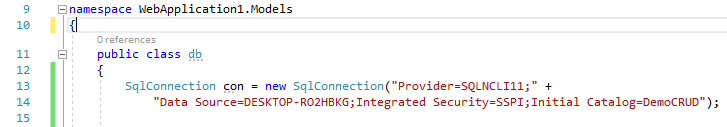 9 namespace WebApplication1.Models
10 {
0 references
11 public class db
12 {
13 SqlConnection con = new SqlConnection("Provider=SQLNCLI11;" +
14 "Data Source=DESKTOP-RO2HBKG;Integrated Security=SSPI;Initial Catalog=DemoCRUD");
15